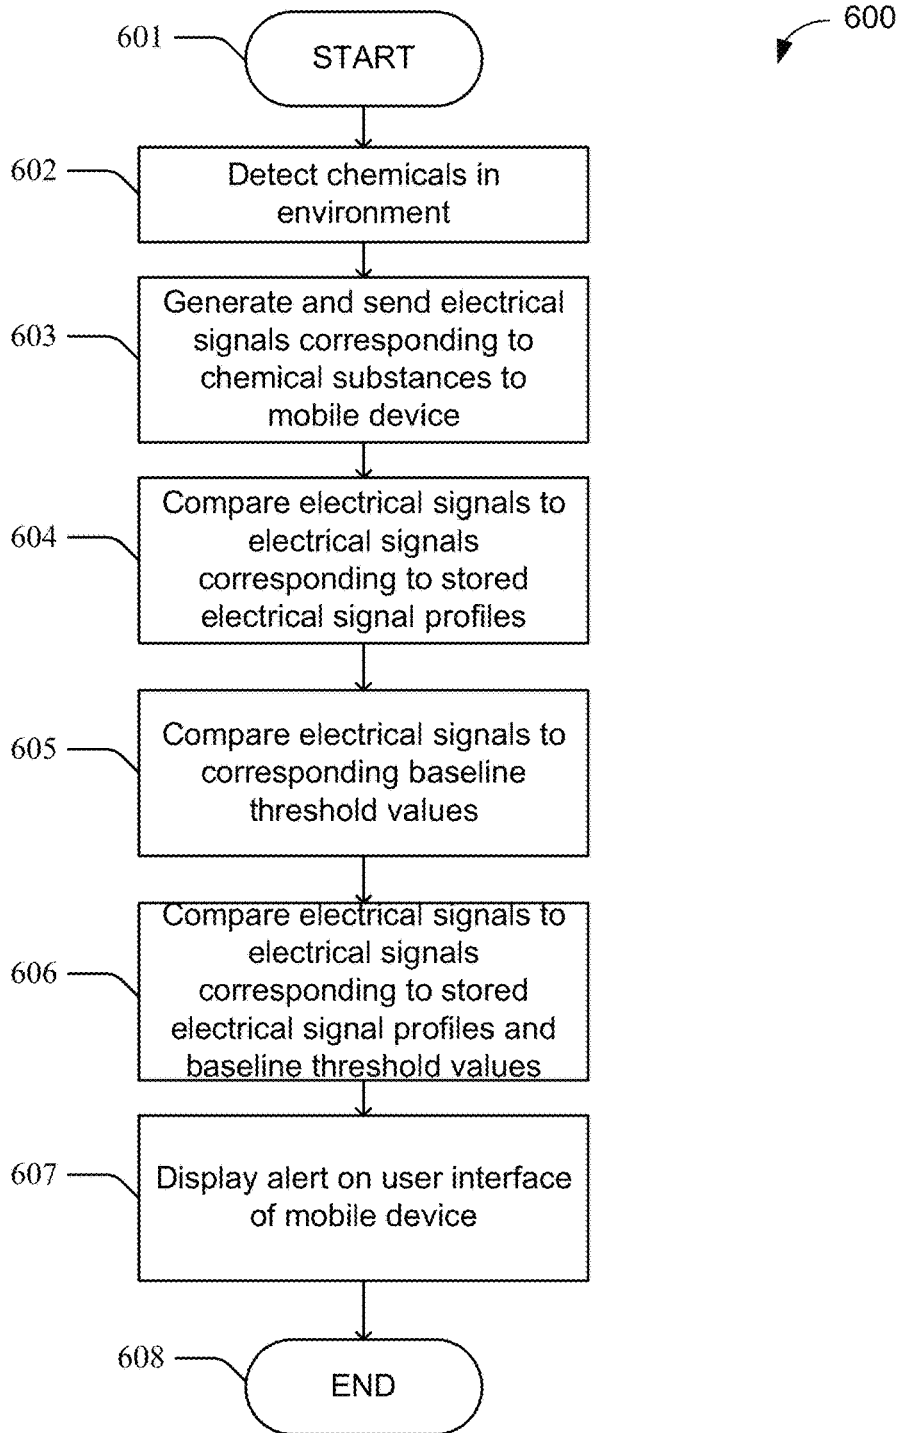 600
601
START
602
Detect chemicals in
environment
603
Generate and send electrical
signals corresponding to
chemical substances to
mobile device
604
Compare electrical signals to
electrical signals
corresponding to stored
electrical signal profiles
605
Compare electrical signals to
corresponding baseline
threshold values
606
Compare electrical signals to
electrical signals
corresponding to stored
electrical signal profiles and
baseline threshold values
607
Display alert on user interface
of mobile device
608
END